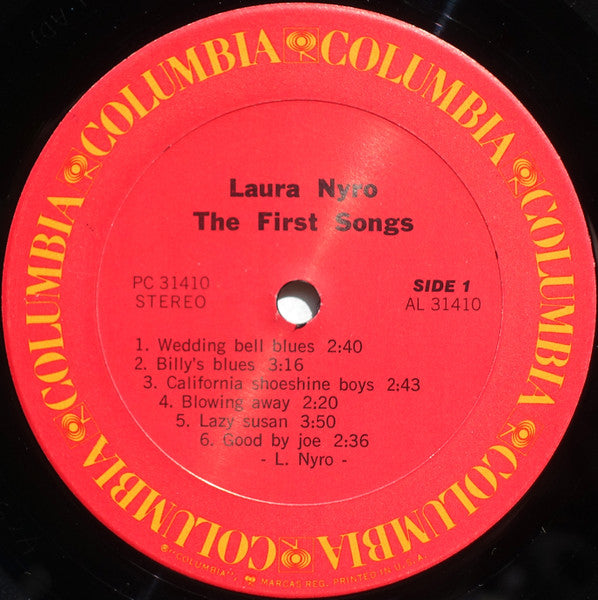 COLUMBIA COLUMBIA COLUMBIA COLUMBIA COLUMBIA COLUMBIA
Laura Nyro
The First Songs
PC 31410
STEREO
SIDE 1
AL 31410
1. Wedding bell blues 2:40
2. Billy's blues 3:16
3. California shoeshine boys 2:43
4. Blowing away 2:20
5. Lazy susan 3:50
6. Good by joe 2:36
- L. Nyro -
"COLUMBIA", MARCAS REG. PRINTED IN U.S.A.